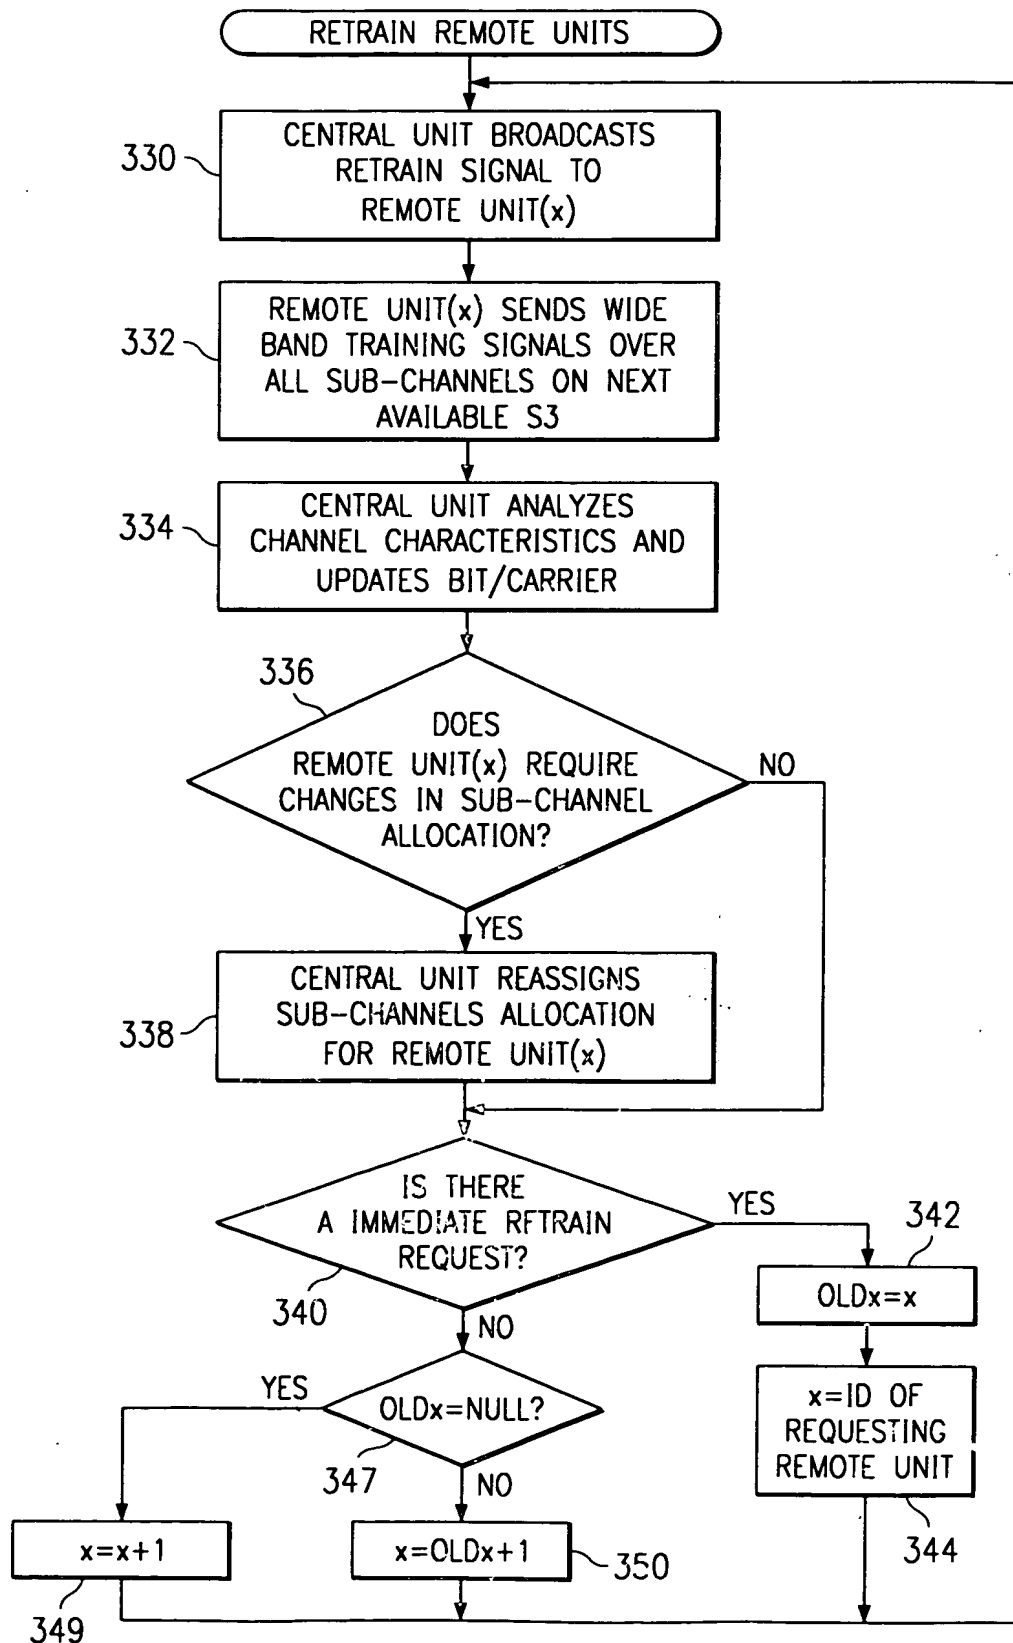 RETRAIN REMOTE UNITS
330
CENTRAL UNIT BROADCASTS
RETRAIN SIGNAL TO
REMOTE UNIT(x)
332
REMOTE UNIT(x) SENDS WIDE
BAND TRAINING SIGNALS OVER
ALL SUB-CHANNELS ON NEXT
AVAILABLE S3
334
CENTRAL UNIT ANALYZES
CHANNEL CHARACTERISTICS AND
UPDATES BIT/CARRIER
336
DOES
REMOTE UNIT(x) REQUIRE
CHANGES IN SUB-CHANNEL
ALLOCATION?
NO
YES
338
CENTRAL UNIT REASSIGNS
SUB-CHANNELS ALLOCATION
FOR REMOTE UNIT(x)
IS THERE
A IMMEDIATE RETRAIN
REQUEST?
340
YES
342
OLDx=x
NO
x=ID OF
REQUESTING
REMOTE UNIT
344
OLDx=NULL?
347
YES
NO
x=x+1
349
x=OLDx+1
350